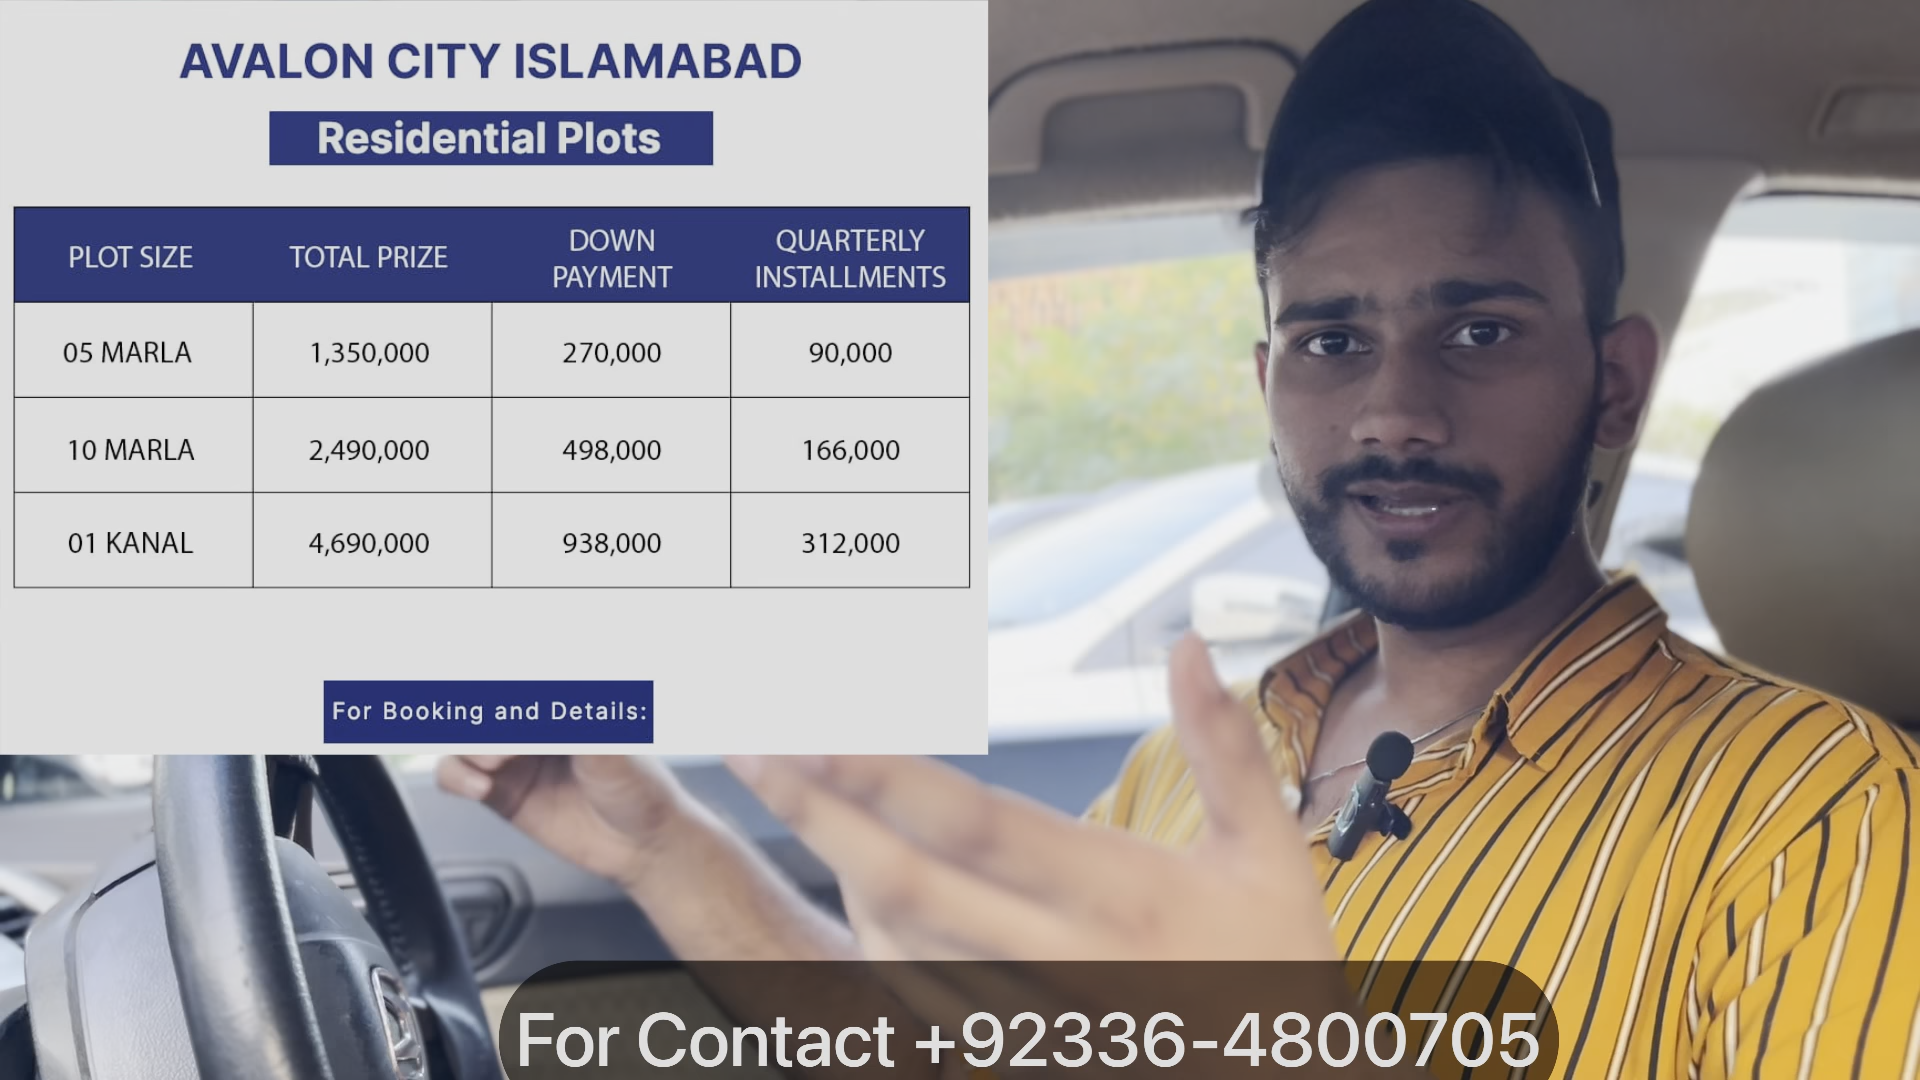 AVALON CITY ISLAMABAD
Residential Plots
PLOT SIZE TOTAL PRIZE DOWN PAYMENT QUARTERLY INSTALLMENTS
05 MARLA 1,350,000 270,000 90,000
10 MARLA 2,490,000 498,000 166,000
01 KANAL 4,690,000 938,000 312,000
For Booking and Details:
For Contact +92336-4800705